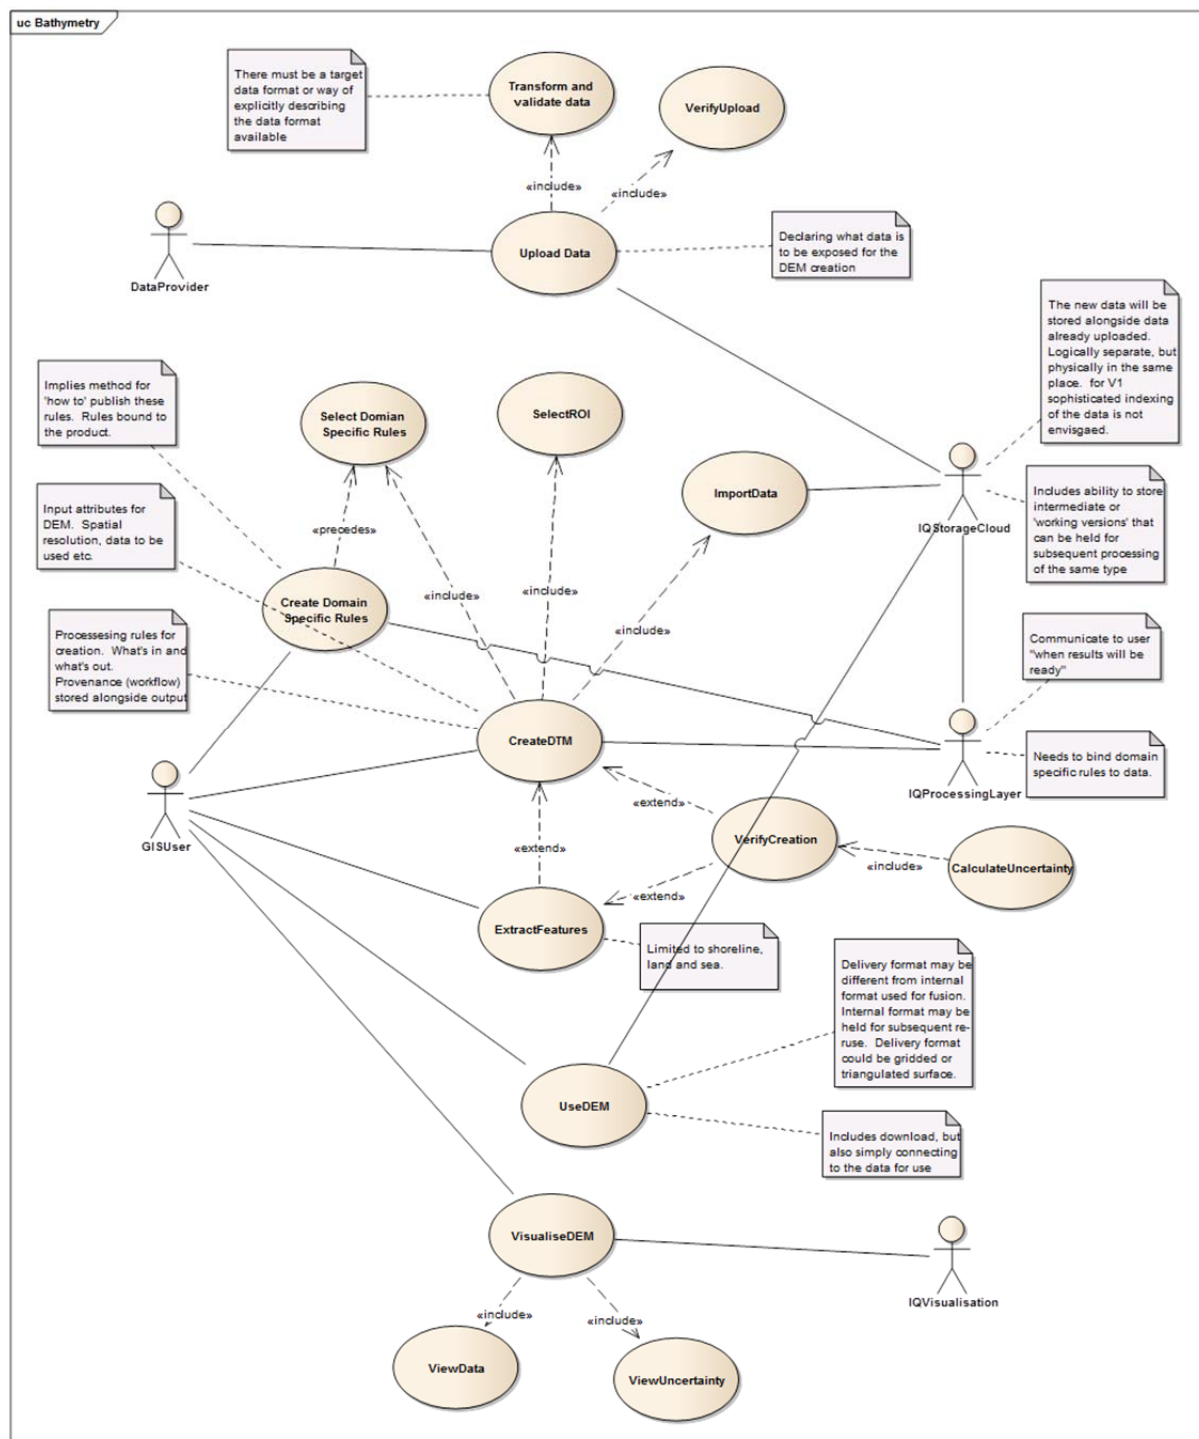 uc Bathymetry
There must be a target
data format or way of
explicitly describing
the data format
available
Transform and
validate data
VerifyUpload
«include»
«include»
DataProvider
Upload Data
Declaring what data is
to be exposed for the
DEM creation
The new data will be
stored alongside data
already uploaded.
Logically separate, but
physically in the same
place. for V1
sophisticated indexing
of the data is not
envisgaed.
Implies method for
'how to' publish these
rules. Rules bound to
the product.
Select Domian
Specific Rules
SelectROI
ImportData
IQStorageCloud
Input attributes for
DEM. Spatial
resolution, data to be
used etc.
Includes ability to store
intermediate or
'working versions' that
can be held for
subsequent processing
of the same type
«precedes»
«include»
«include»
«include»
Create Domain
Specific Rules
Processesing rules for
creation. What's in and
what's out.
Provenance (workflow)
stored alongside output
Communicate to user
"when results will be
ready"
CreateDTM
IQProcessingLayer
Needs to bind domain
specific rules to data.
GISUser
«extend»
«extend»
VerifyCreation
«include»
CalculateUncertainty
«extend»
ExtractFeatures
Limited to shoreline,
land and sea.
Delivery format may be
different from internal
format used for fusion.
Internal format may be
held for subsequent re-
ruse. Delivery format
could be gridded or
triangulated surface.
UseDEM
Includes download, but
also simply connecting
to the data for use
VisualiseDEM
IQVisualisation
«include»
«include»
ViewData
ViewUncertainty